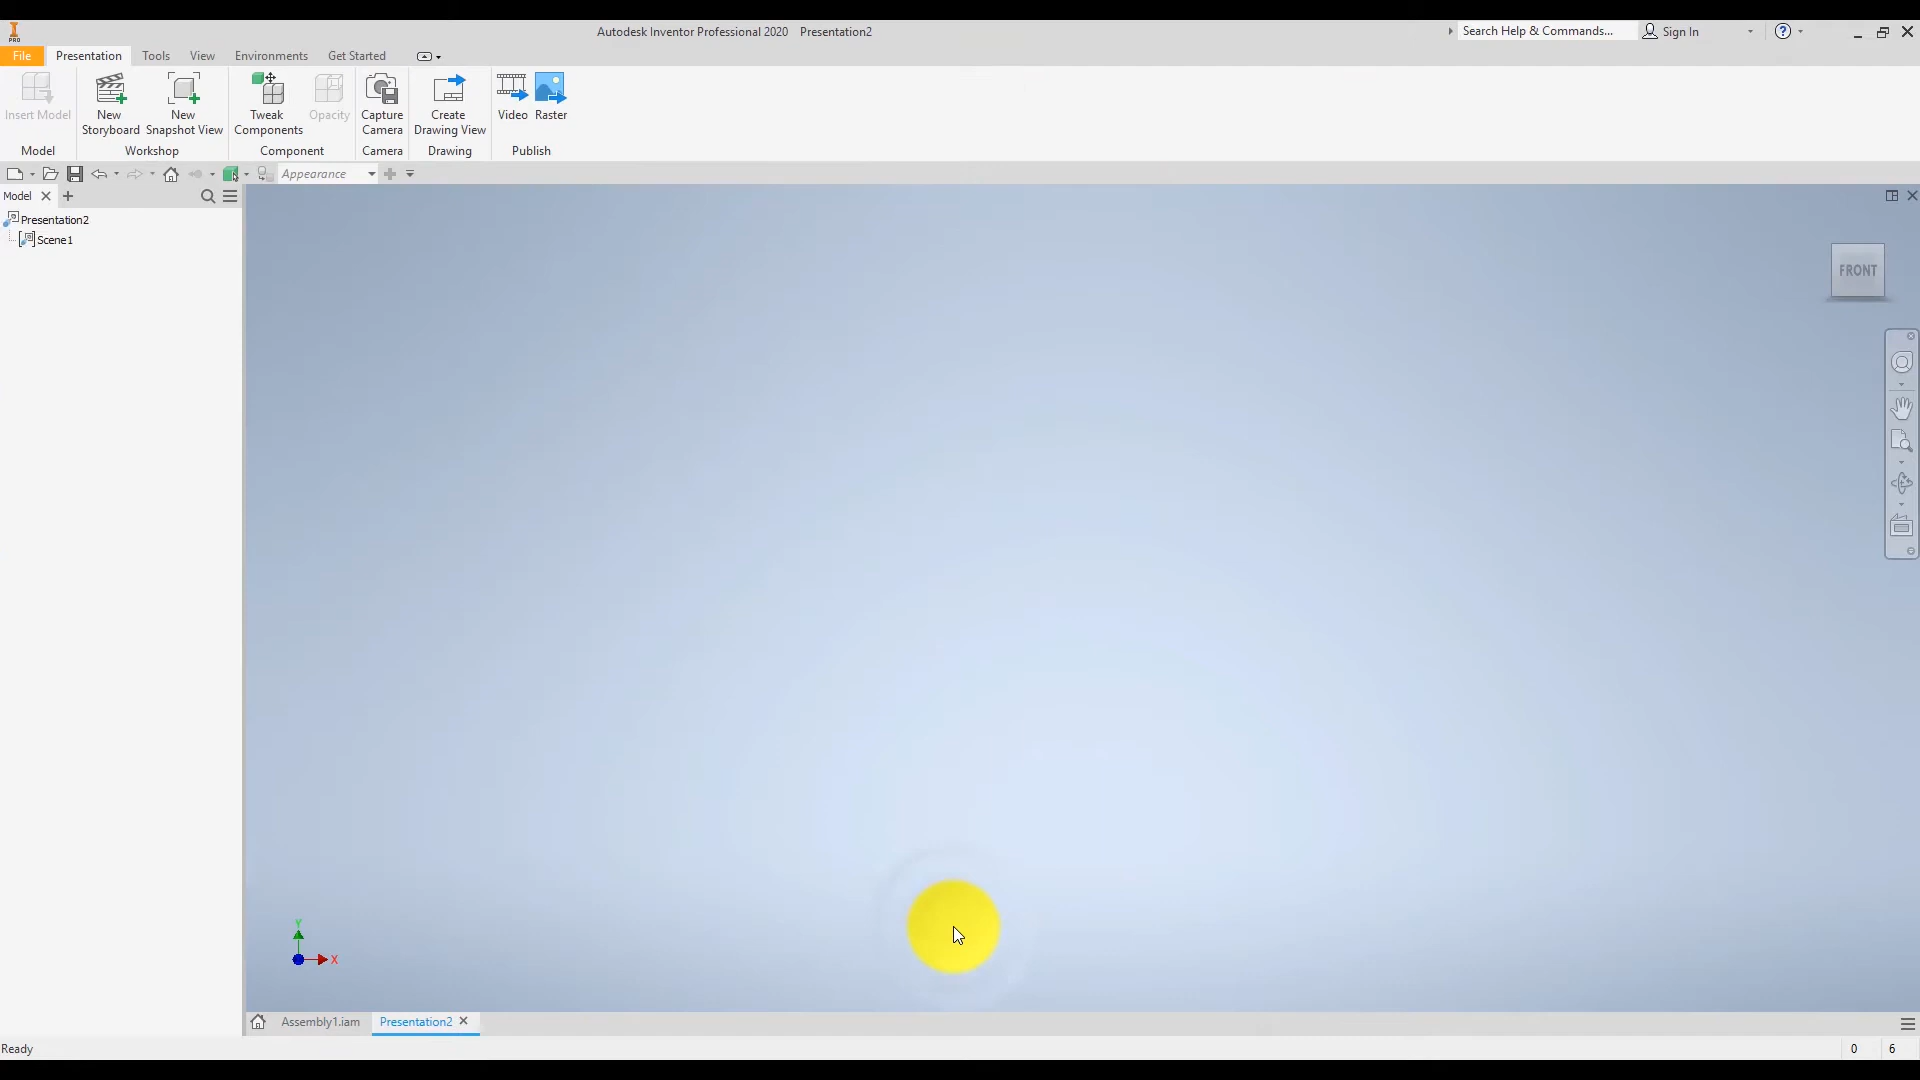 Autodesk Inventor Professional 2020 Presentation2
Search Help & Commands...
Sign In
PRO
File
Presentation
Tools
View
Environments
Get Started
Insert Model
New
Storyboard
New
Snapshot View
Tweak
Components
Opacity
Capture
Camera
Create
Drawing View
Video
Raster
Model
Workshop
Component
Camera
Drawing
Publish
Appearance
Model
Presentation2
Scene1
FRONT
Y
X
Assembly1.iam
Presentation2
Ready
0
6